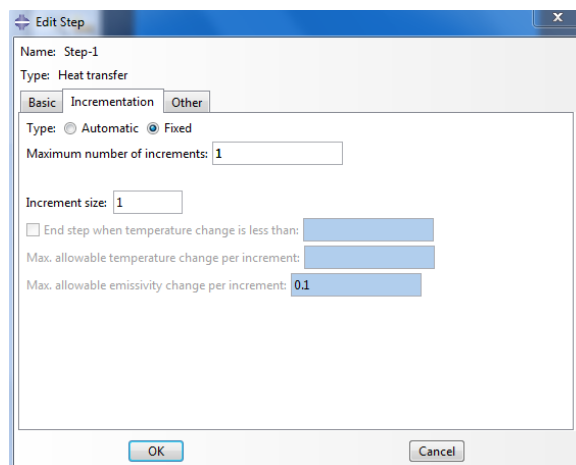 Edit Step
x
Name: Step-1
Type: Heat transfer
Basic Incrementation Other
Type: Automatic Fixed
Maximum number of increments: 1
Increment size: 1
End step when temperature change is less than:
Max. allowable temperature change per increment:
Max. allowable emissivity change per increment: 0.1
OK Cancel